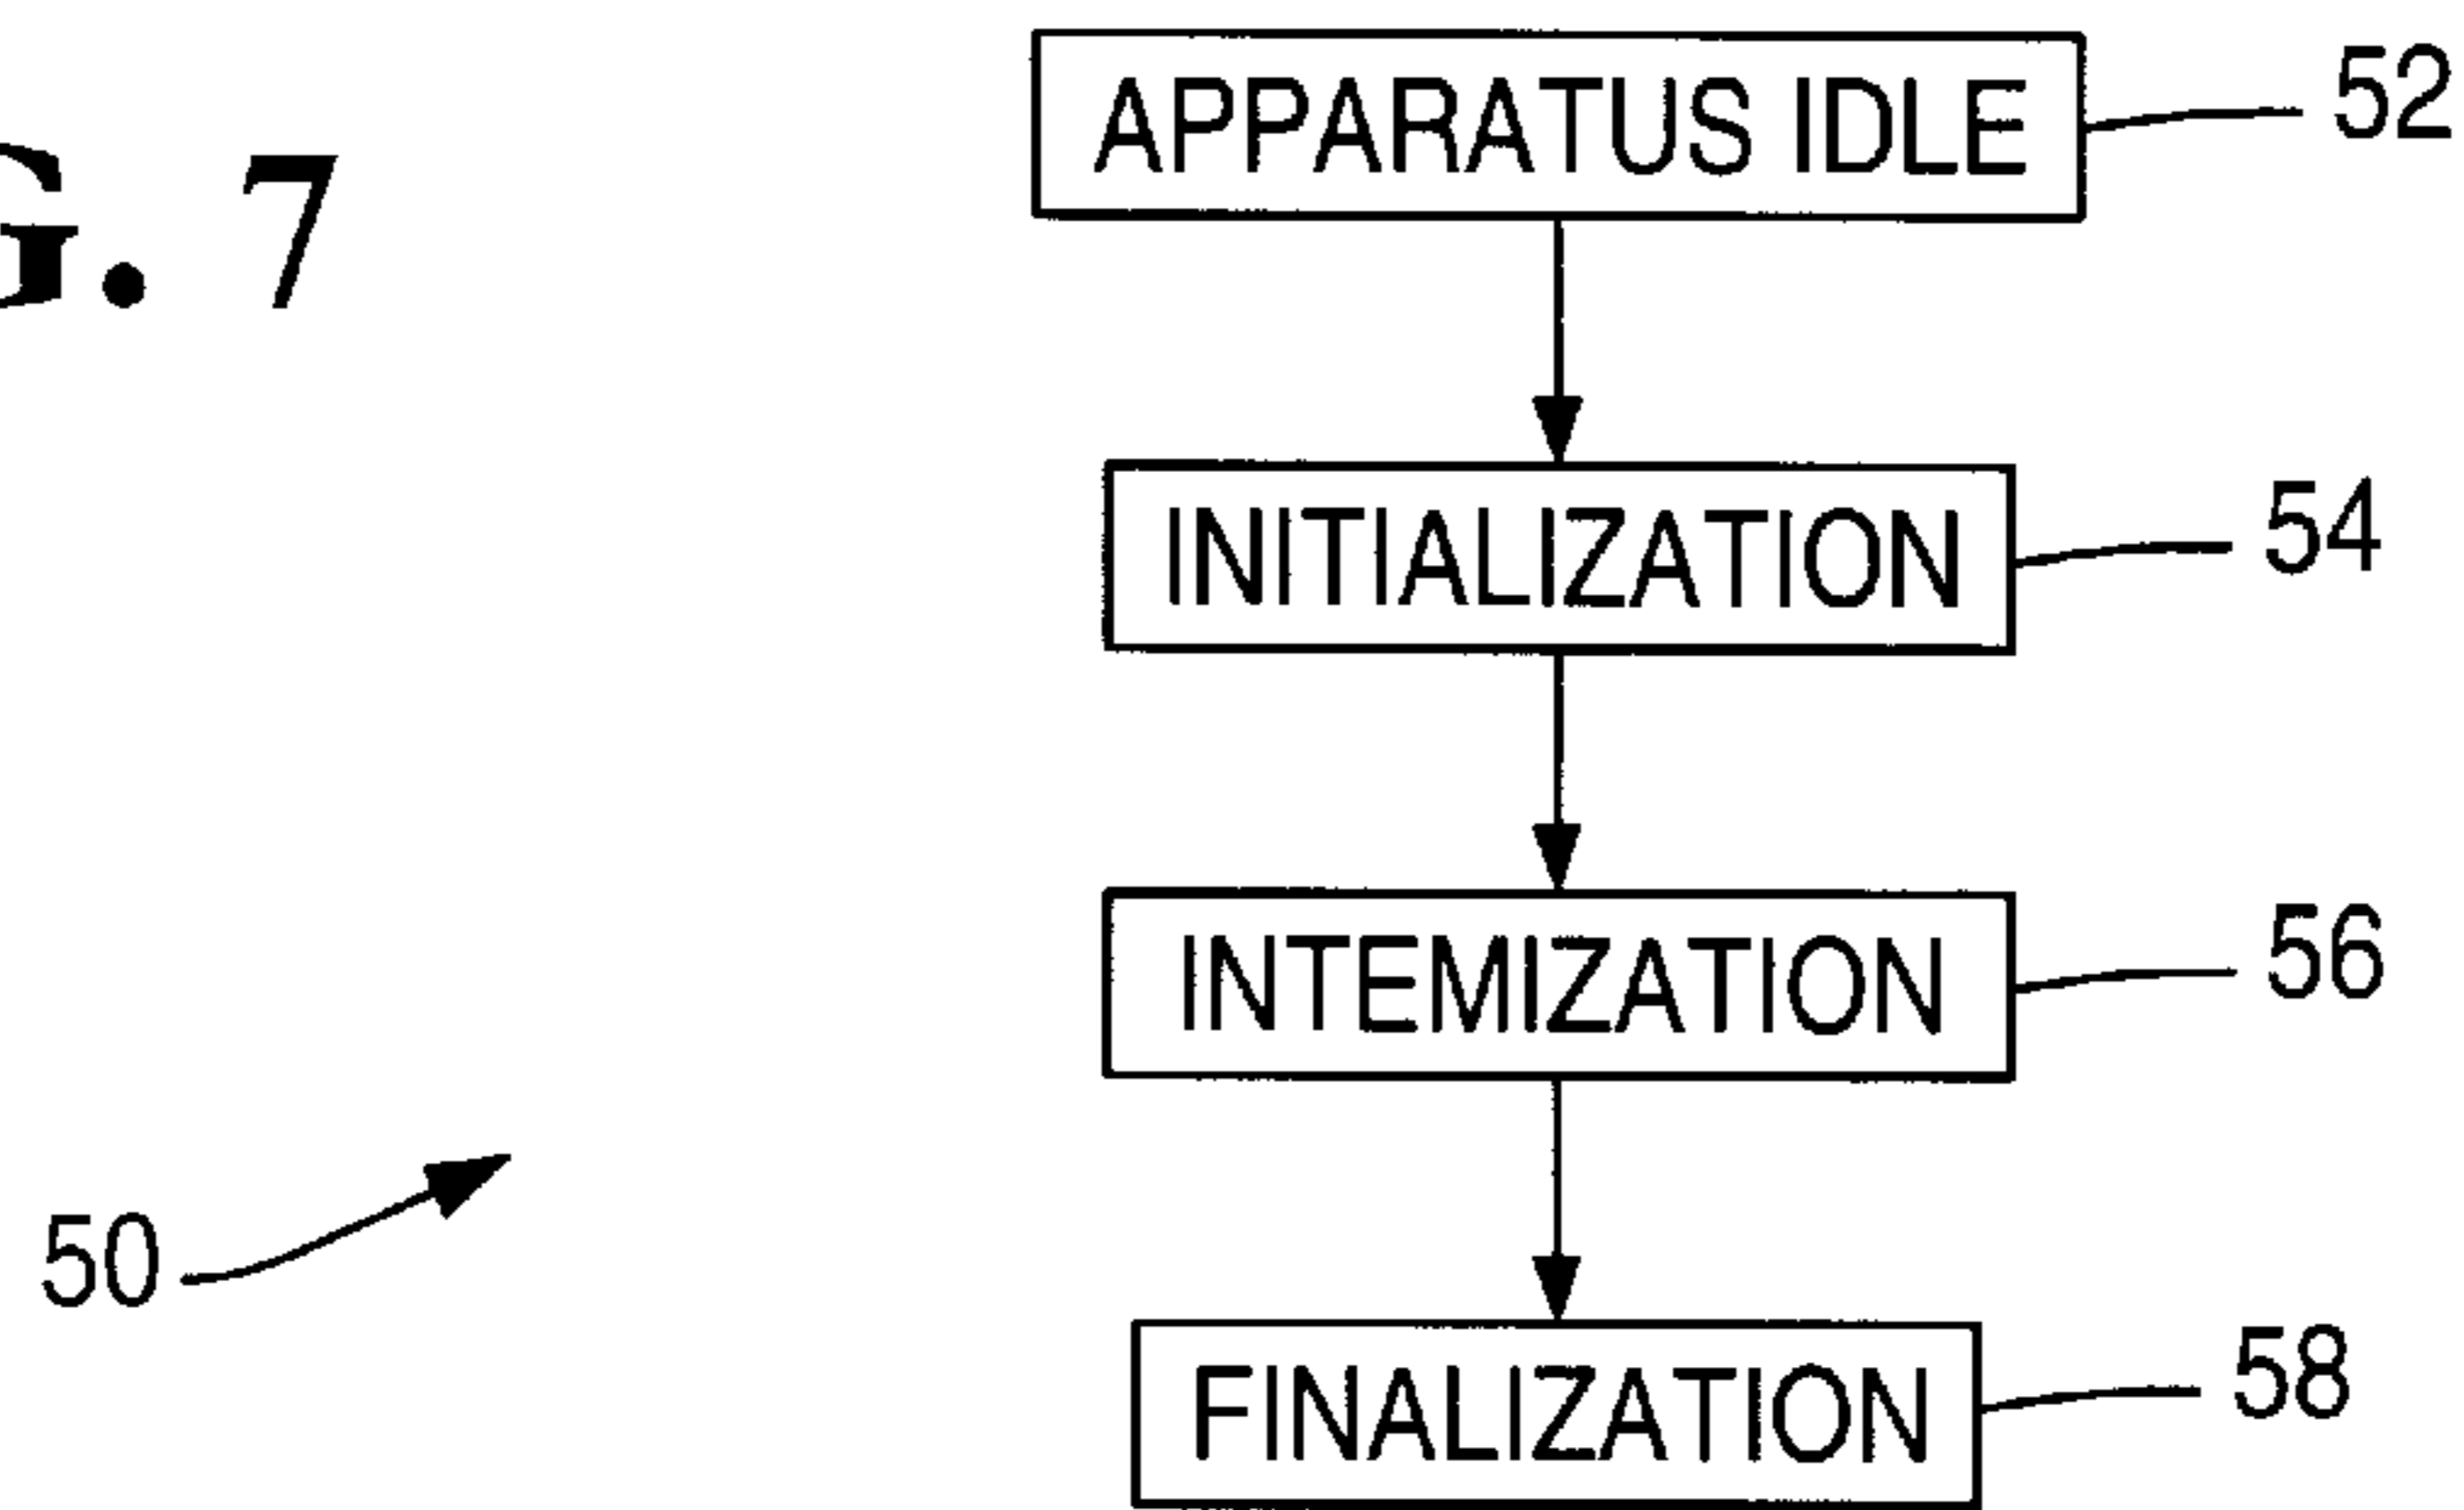 G. 7
APPARATUS IDLE
52
INITIALIZATION
54
INTEMIZATION
56
50
FINALIZATION
58